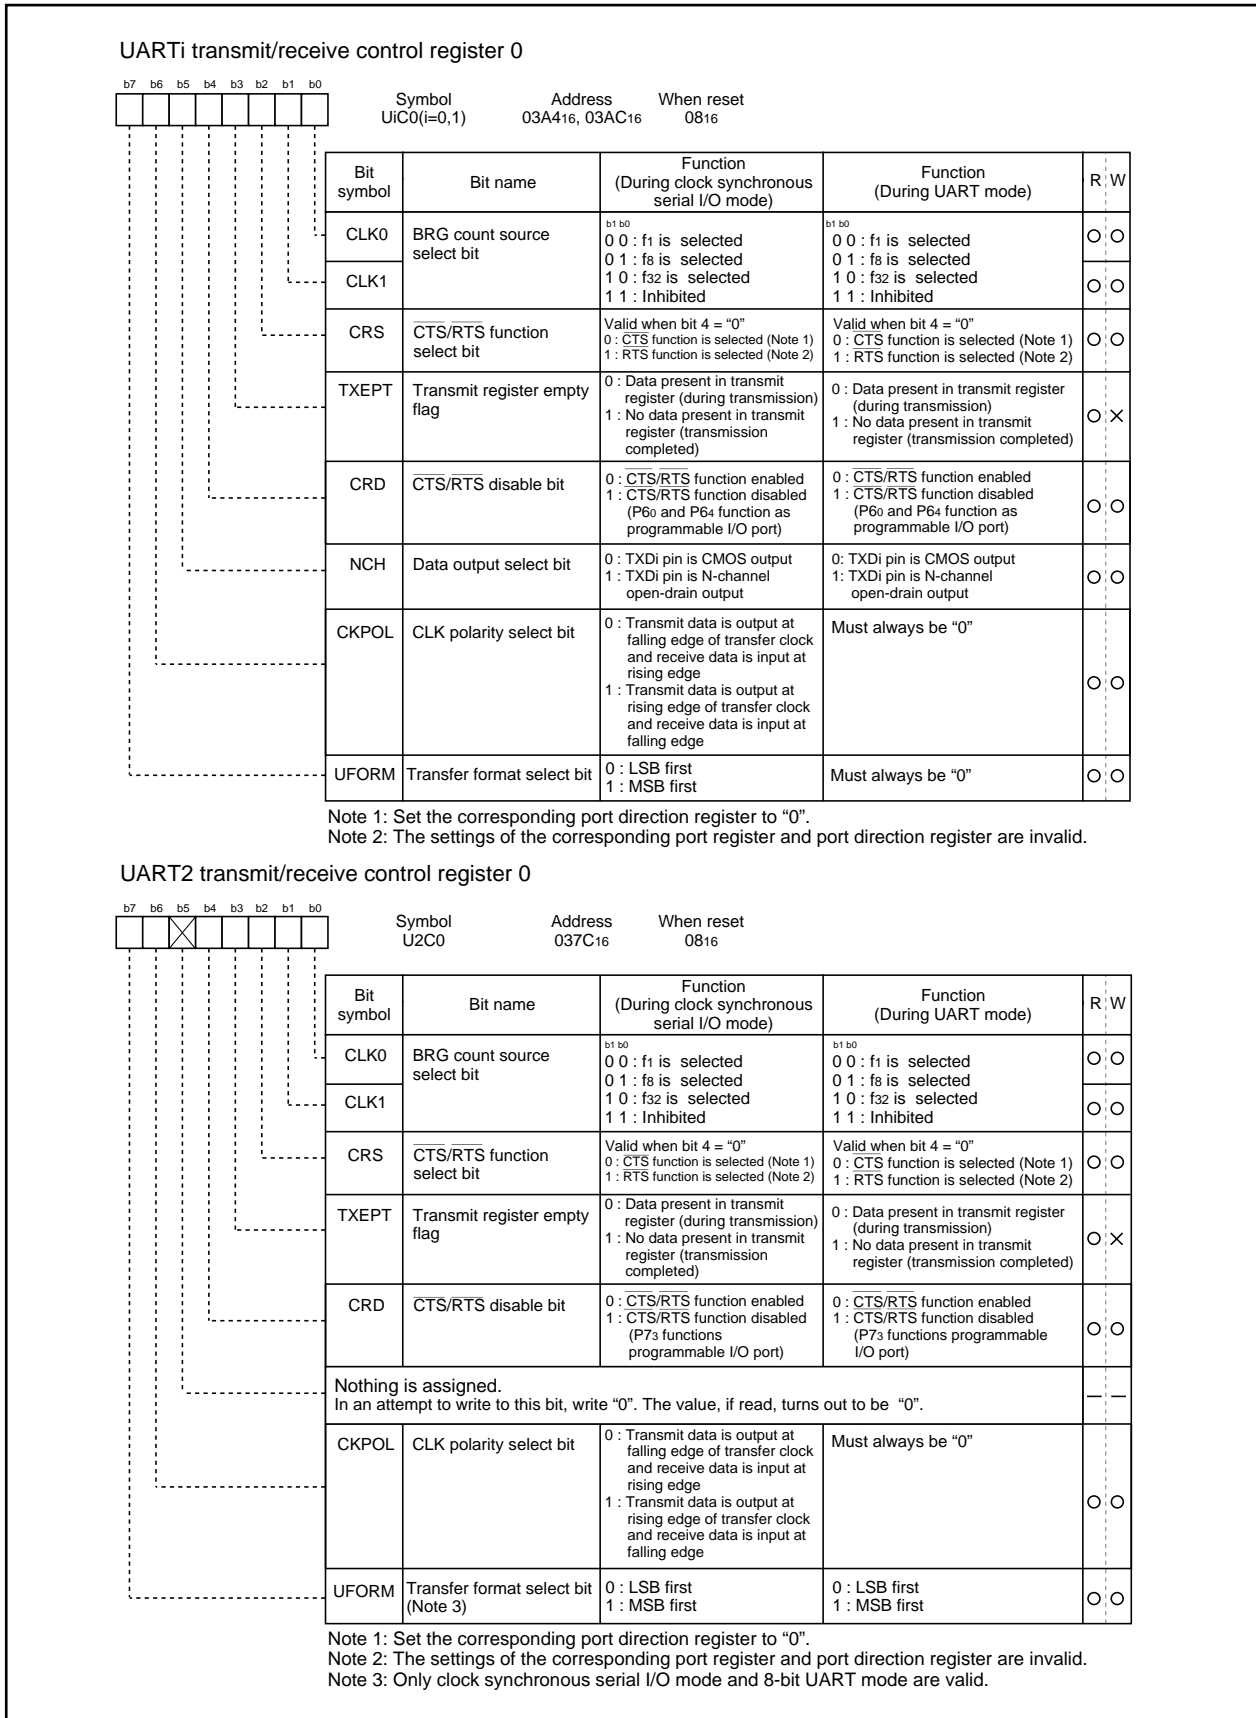 UARTi transmit/receive control register 0
b7 b6 b5 b4 b3 b2 b1 b0
Symbol Address When reset
UiC0(i=0,1) 03A416, 03AC16 0816
Bit symbol Bit name Function (During clock synchronous serial I/O mode) Function (During UART mode) R W
CLK0 BRG count source select bit
b1 b0
0 0 : f1 is selected
0 1 : f8 is selected
1 0 : f32 is selected
1 1 : Inhibited
b1 b0
0 0 : f1 is selected
0 1 : f8 is selected
1 0 : f32 is selected
1 1 : Inhibited
CLK1
CRS CTS/RTS function select bit
Valid when bit 4 = “0”
0 : CTS function is selected (Note 1)
1 : RTS function is selected (Note 2)
Valid when bit 4 = “0”
0 : CTS function is selected (Note 1)
1 : RTS function is selected (Note 2)
TXEPT Transmit register empty flag
0 : Data present in transmit
register (during transmission)
1 : No data present in transmit
register (transmission
completed)
0 : Data present in transmit register
(during transmission)
1 : No data present in transmit
register (transmission completed)
CRD CTS/RTS disable bit
0 : CTS/RTS function enabled
1 : CTS/RTS function disabled
(P60 and P64 function as
programmable I/O port)
0 : CTS/RTS function enabled
1 : CTS/RTS function disabled
(P60 and P64 function as
programmable I/O port)
NCH Data output select bit
0 : TXDi pin is CMOS output
1 : TXDi pin is N-channel
open-drain output
0: TXDi pin is CMOS output
1: TXDi pin is N-channel
open-drain output
CKPOL CLK polarity select bit
0 : Transmit data is output at
falling edge of transfer clock
and receive data is input at
rising edge
1 : Transmit data is output at
rising edge of transfer clock
and receive data is input at
falling edge
Must always be “0”
UFORM Transfer format select bit
0 : LSB first
1 : MSB first
Must always be “0”
Note 1: Set the corresponding port direction register to “0”.
Note 2: The settings of the corresponding port register and port direction register are invalid.
UART2 transmit/receive control register 0
b7 b6 b5 b4 b3 b2 b1 b0
Symbol Address When reset
U2C0 037C16 0816
Bit symbol Bit name Function (During clock synchronous serial I/O mode) Function (During UART mode) R W
CLK0 BRG count source select bit
b1 b0
0 0 : f1 is selected
0 1 : f8 is selected
1 0 : f32 is selected
1 1 : Inhibited
b1 b0
0 0 : f1 is selected
0 1 : f8 is selected
1 0 : f32 is selected
1 1 : Inhibited
CLK1
CRS CTS/RTS function select bit
Valid when bit 4 = “0”
0 : CTS function is selected (Note 1)
1 : RTS function is selected (Note 2)
Valid when bit 4 = “0”
0 : CTS function is selected (Note 1)
1 : RTS function is selected (Note 2)
TXEPT Transmit register empty flag
0 : Data present in transmit
register (during transmission)
1 : No data present in transmit
register (transmission
completed)
0 : Data present in transmit register
(during transmission)
1 : No data present in transmit
register (transmission completed)
CRD CTS/RTS disable bit
0 : CTS/RTS function enabled
1 : CTS/RTS function disabled
(P73 functions
programmable I/O port)
0 : CTS/RTS function enabled
1 : CTS/RTS function disabled
(P73 functions programmable
I/O port)
Nothing is assigned.
In an attempt to write to this bit, write “0”. The value, if read, turns out to be “0”.
CKPOL CLK polarity select bit
0 : Transmit data is output at
falling edge of transfer clock
and receive data is input at
rising edge
1 : Transmit data is output at
rising edge of transfer clock
and receive data is input at
falling edge
Must always be “0”
UFORM Transfer format select bit (Note 3)
0 : LSB first
1 : MSB first
0 : LSB first
1 : MSB first
Note 1: Set the corresponding port direction register to “0”.
Note 2: The settings of the corresponding port register and port direction register are invalid.
Note 3: Only clock synchronous serial I/O mode and 8-bit UART mode are valid.